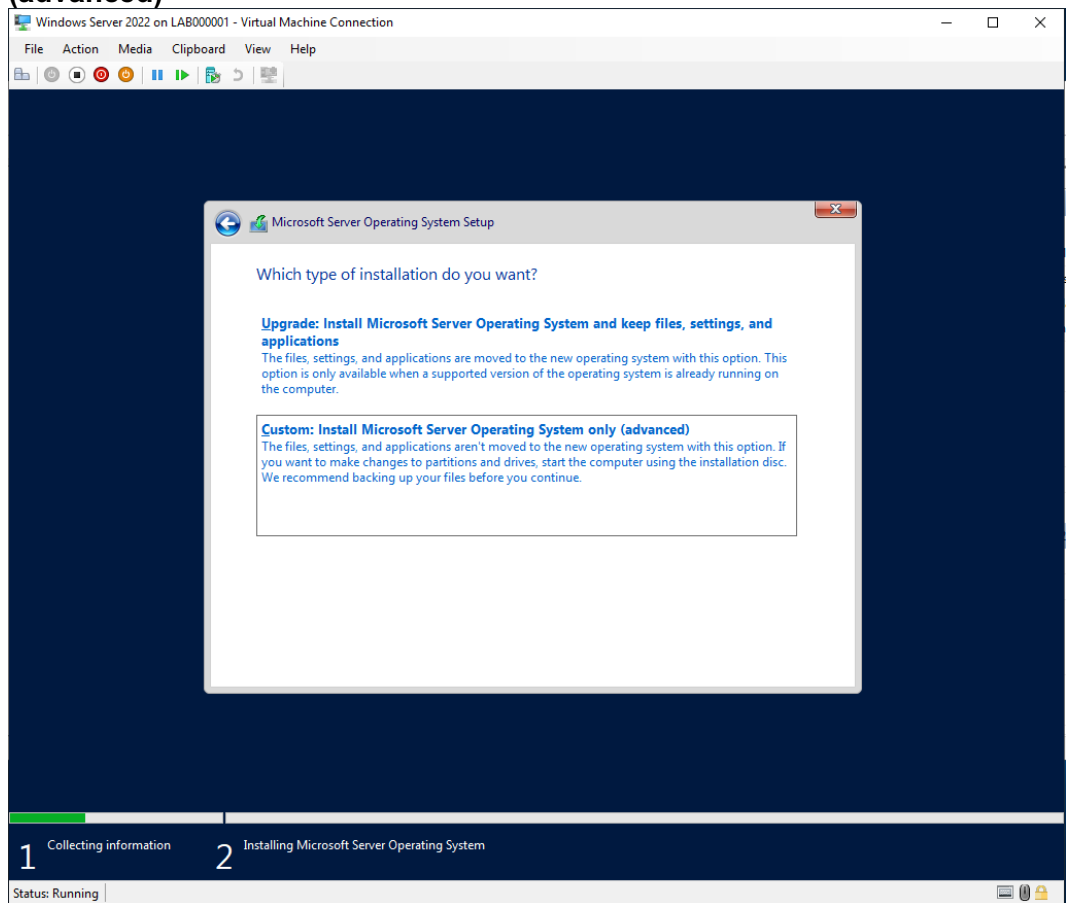 (advanced)
Windows Server 2022 on LAB000001 - Virtual Machine Connection
File Action Media Clipboard View Help
Microsoft Server Operating System Setup
Which type of installation do you want?
Upgrade: Install Microsoft Server Operating System and keep files, settings, and
applications
The files, settings, and applications are moved to the new operating system with this option. This
option is only available when a supported version of the operating system is already running on
the computer.
Custom: Install Microsoft Server Operating System only (advanced)
The files, settings, and applications aren't moved to the new operating system with this option. If
you want to make changes to partitions and drives, start the computer using the installation disc.
We recommend backing up your files before you continue.
1 Collecting information 2 Installing Microsoft Server Operating System
Status: Running